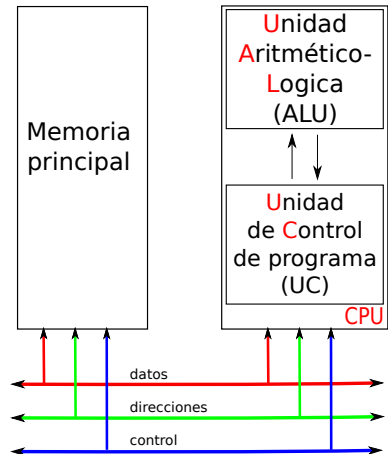 Memoria
principal
Unidad
Aritmético-
Logica
(ALU)
Unidad
de Control
de programa
(UC)
CPU
datos
direcciones
control